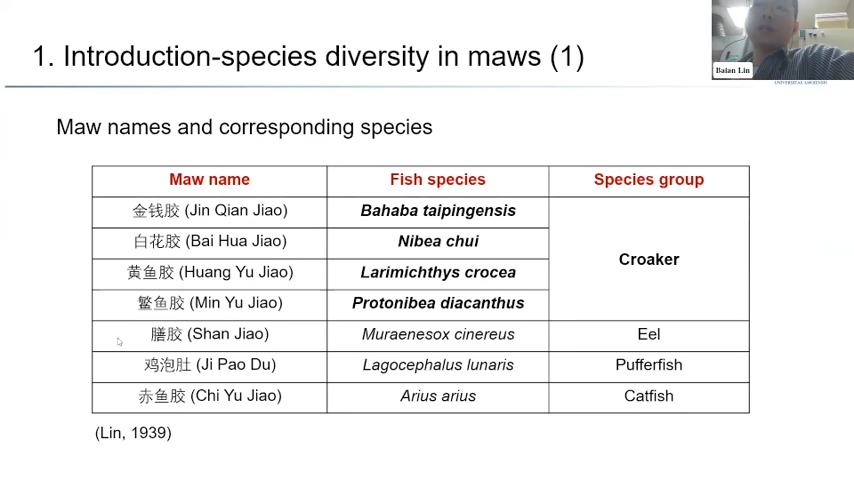 1. Introduction-species diversity in maws (1)
Baian Lin
Maw names and corresponding species
Maw name Fish species Species group
金钱胶 (Jin Qian Jiao) Bahaba taipingensis
白花胶 (Bai Hua Jiao) Nibea chui
Croaker
黄鱼胶 (Huang Yu Jiao) Larimichthys crocea
鳘鱼胶 (Min Yu Jiao) Protonibea diacanthus
膳胶 (Shan Jiao) Muraenesox cinereus Eel
鸡泡肚 (Ji Pao Du) Lagocephalus lunaris Pufferfish
赤鱼胶 (Chi Yu Jiao) Arius arius Catfish
(Lin, 1939)